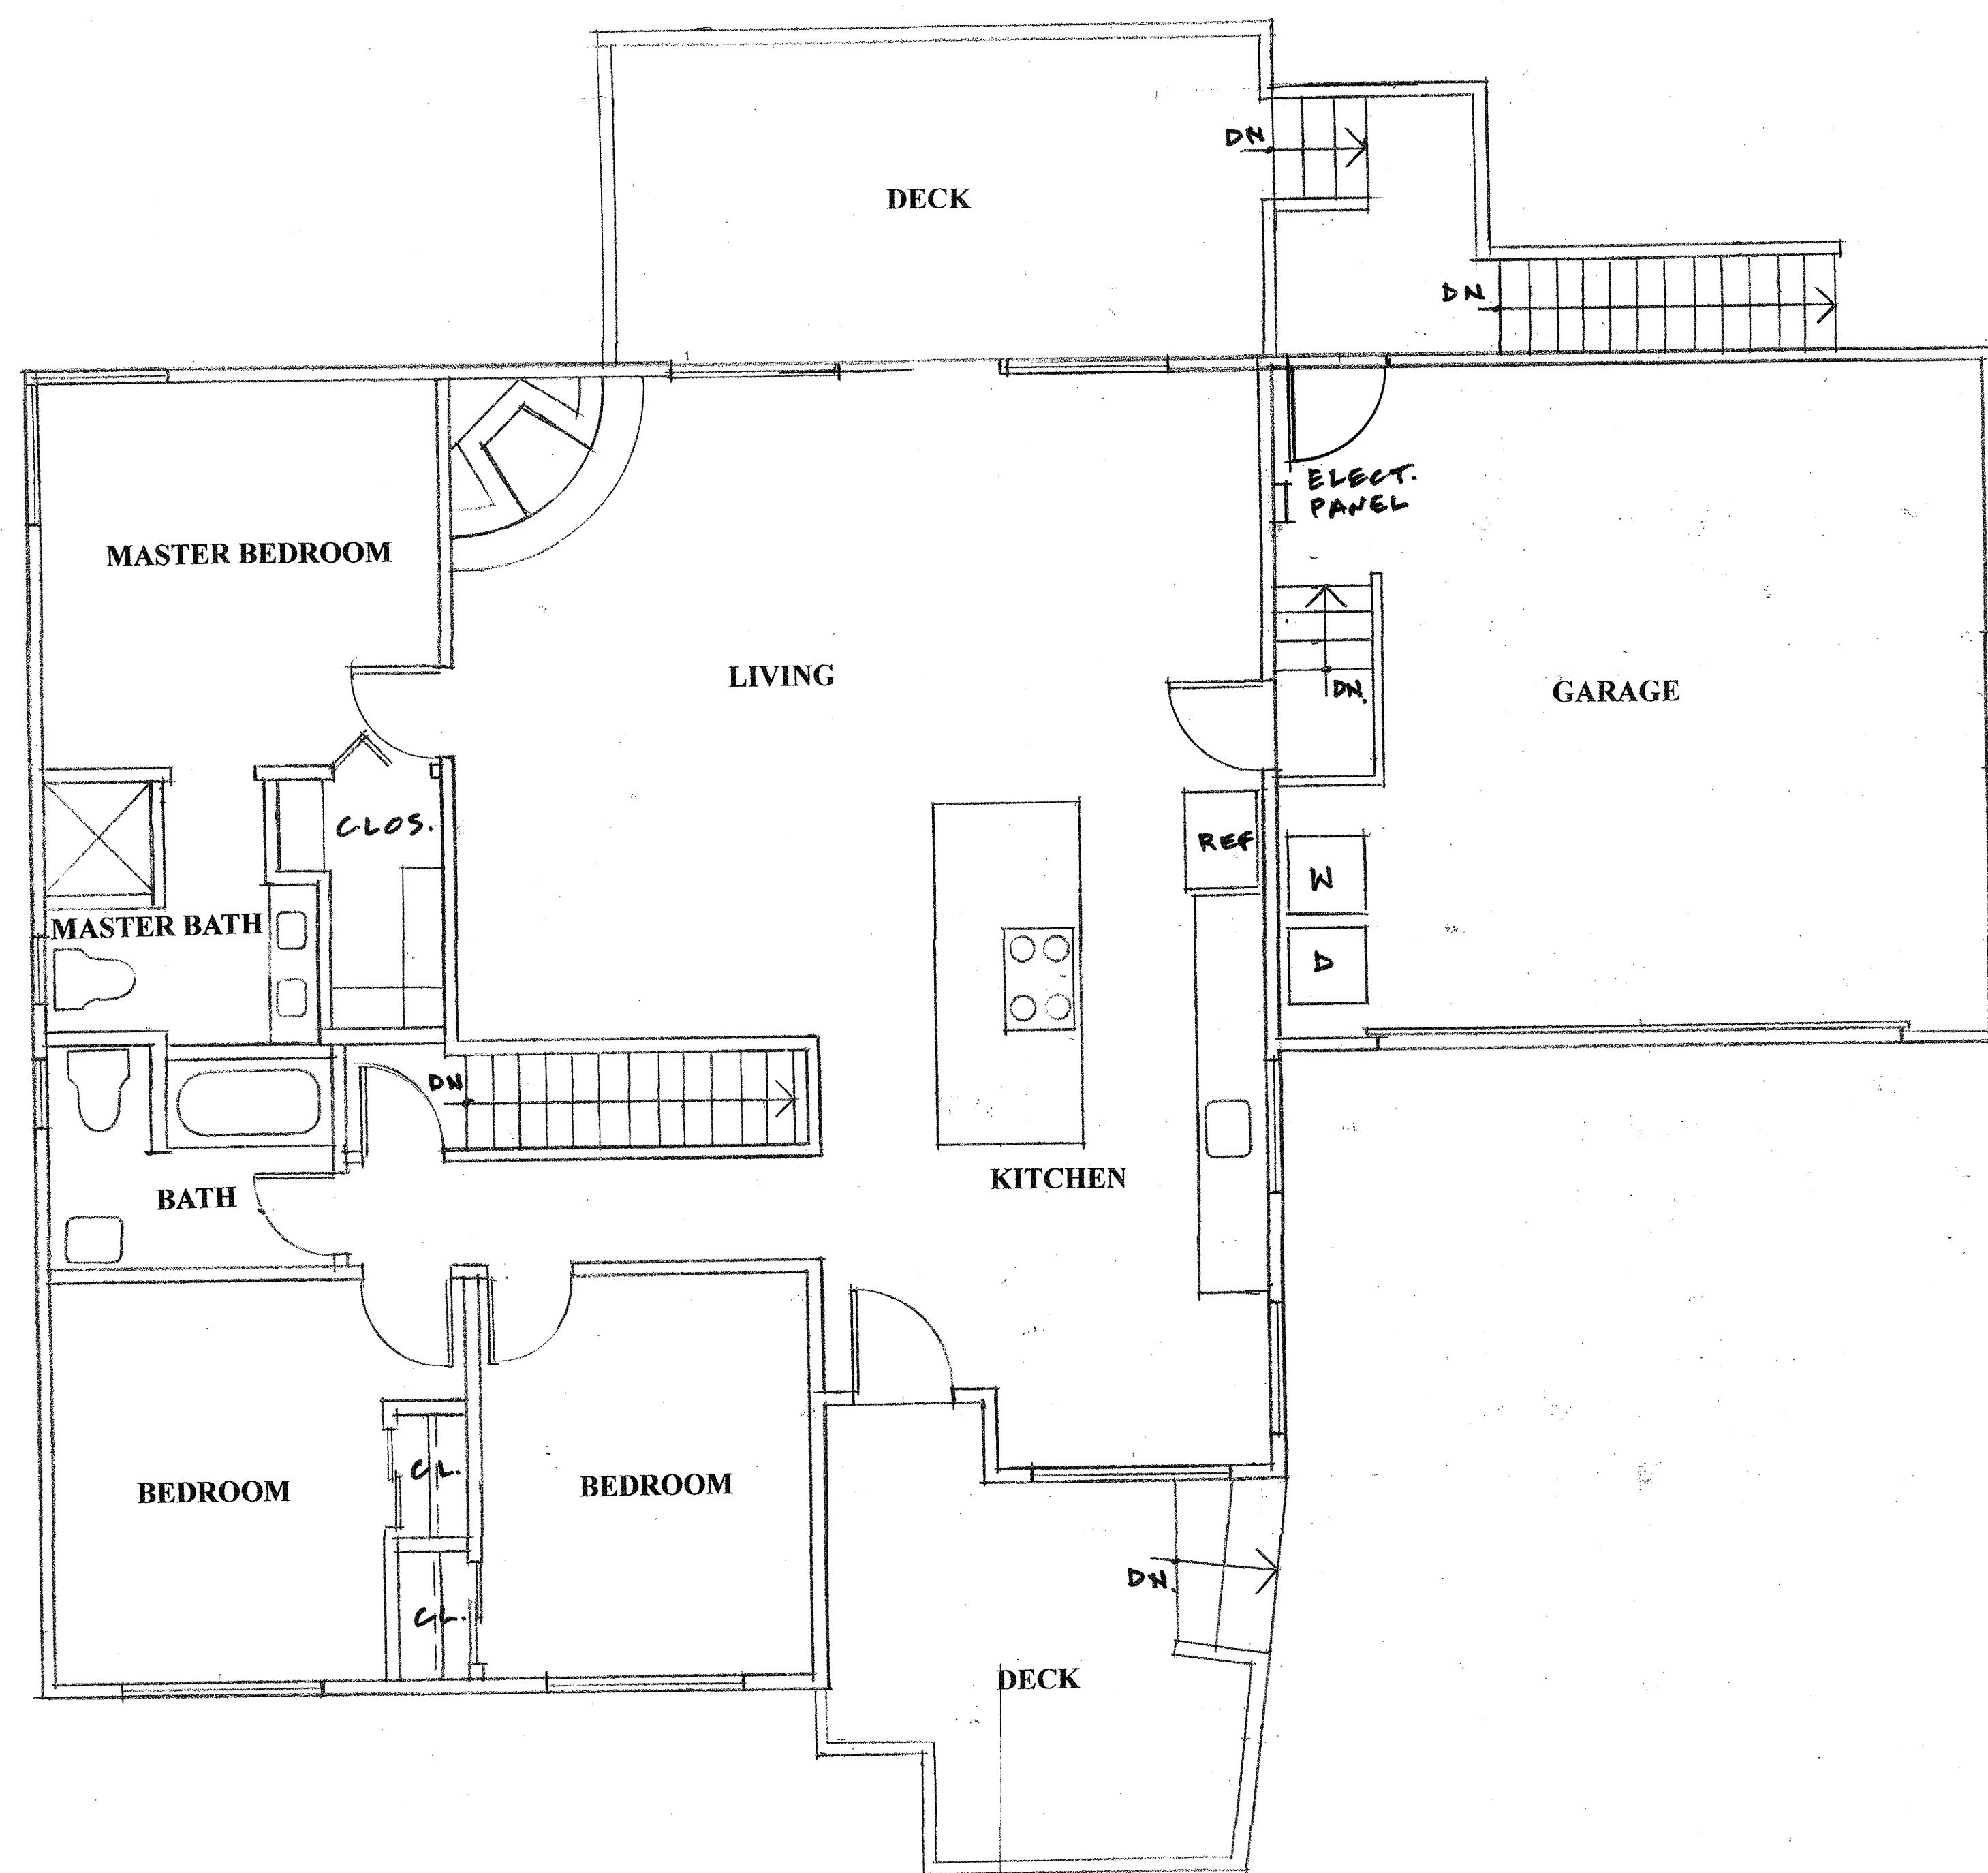 DN
DECK
DN
ELECT.
PANEL
MASTER BEDROOM
LIVING
DN.
GARAGE
CLOS.
REF
W
MASTER BATH
D
DN
KITCHEN
BATH
CL.
BEDROOM
BEDROOM
DN.
CL.
DECK